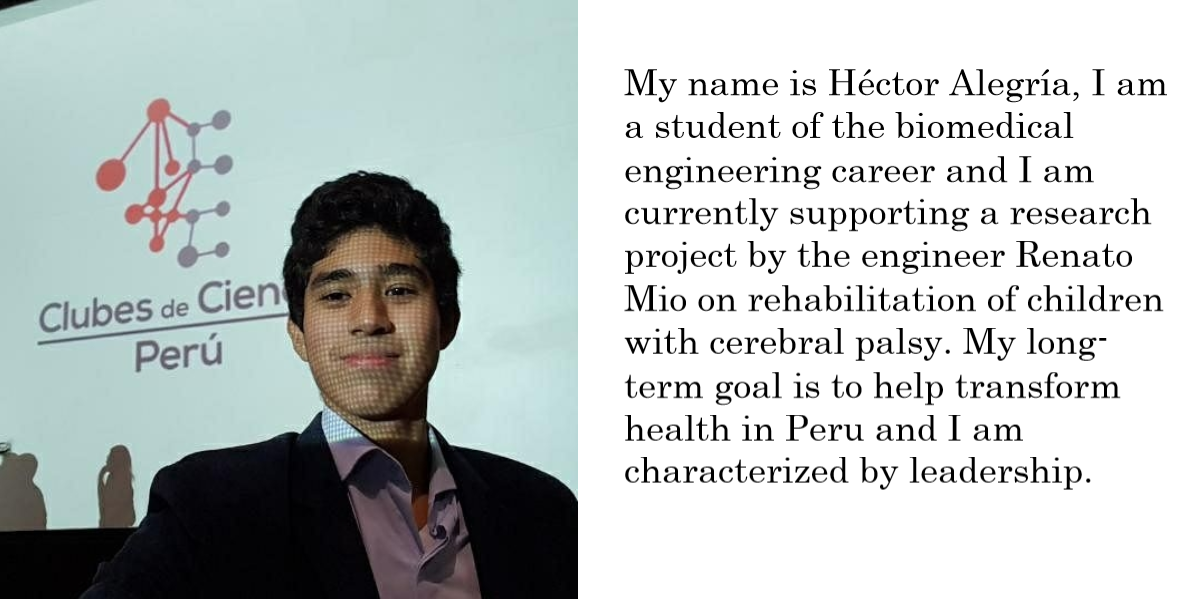 Clubes de Cien
Perú
My name is Héctor Alegría, I am
a student of the biomedical
engineering career and I am
currently supporting a research
project by the engineer Renato
Mio on rehabilitation of children
with cerebral palsy. My long-
term goal is to help transform
health in Peru and I am
characterized by leadership.